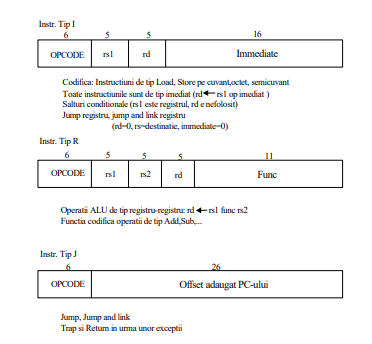 Instr. Tip I
6 5 5 16
OPCODE rs1 rd Immediate
Codifica: Instructiuni de tip Load, Store pe cuvant,octet, semicuvant
Toate instructiunile sunt de tip imediat (rd ← rs1 op imediat )
Salturi conditionale (rs1 este registrul, rd e nefolosit)
Jump registru, jump and link registru
(rd=0, rs=destinatie, immediate=0)
Instr. Tip R
6 5 5 5 11
OPCODE rs1 rs2 rd Func
Operatii ALU de tip registru-registru: rd ← rs1 func rs2
Functia codifica operatii de tip Add,Sub,...
Instr. Tip J
6 26
OPCODE Offset adaugat PC-ului
Jump, Jump and link
Trap si Return in urma unor exceptii